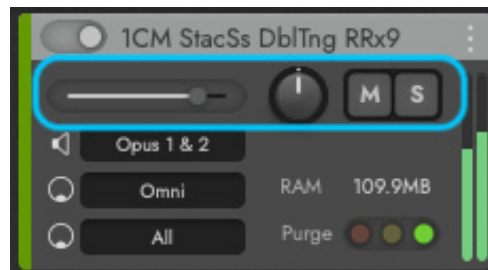 1CM StacSs DblTng RRx9
M S
Opus 1 & 2
Omni RAM 109.9MB
All Purge